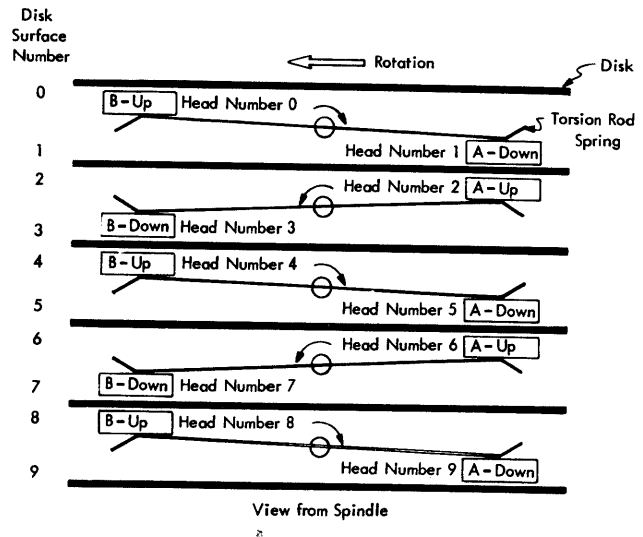 Disk
Surface
Number
Rotation
Disk
0
B-Up Head Number 0
Torsion Rod
Spring
1
Head Number 1 A-Down
2
Head Number 2 A-Up
3
B-Down Head Number 3
4
B-Up Head Number 4
5
Head Number 5 A-Down
6
Head Number 6 A-Up
7
B-Down Head Number 7
8
B-Up Head Number 8
9
Head Number 9 A-Down
View from Spindle